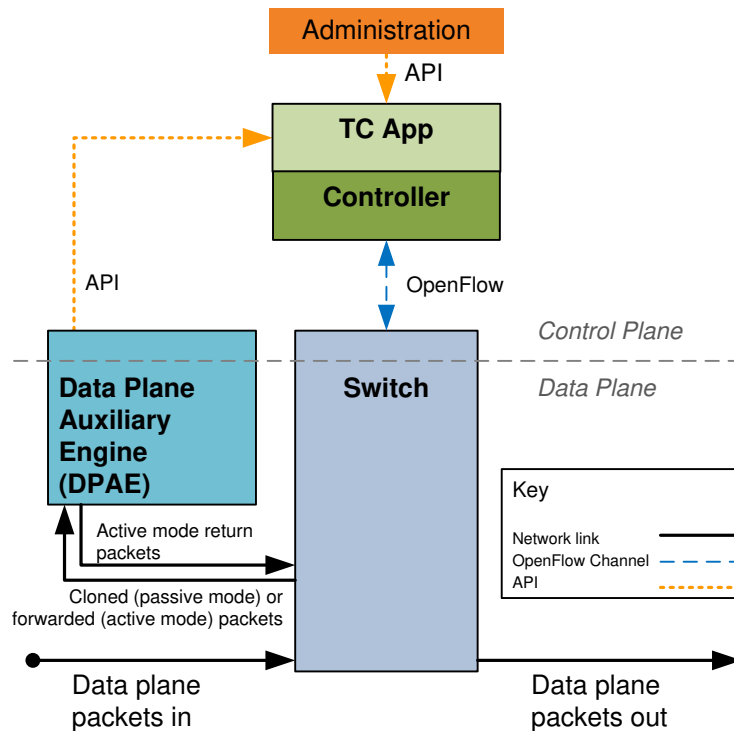 Administration
API
TC App
Controller
API
OpenFlow
Control Plane
Data Plane
Data Plane
Auxiliary
Engine
(DPAE)
Switch
Active mode return
packets
Cloned (passive mode) or
forwarded (active mode) packets
Key
Network link
OpenFlow Channel
API
Data plane
packets in
Data plane
packets out